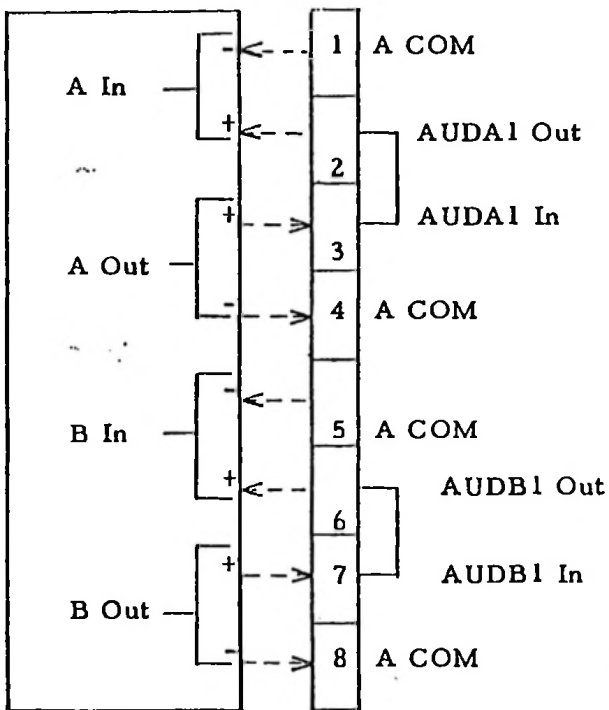 - 1 A COM
A In
+ AUDA1 Out
2
+ AUDA1 In
3
A Out
- 4 A COM
-
B In 5 A COM
+ AUDB1 Out
6
+ 7 AUDB1 In
B Out
- 8 A COM